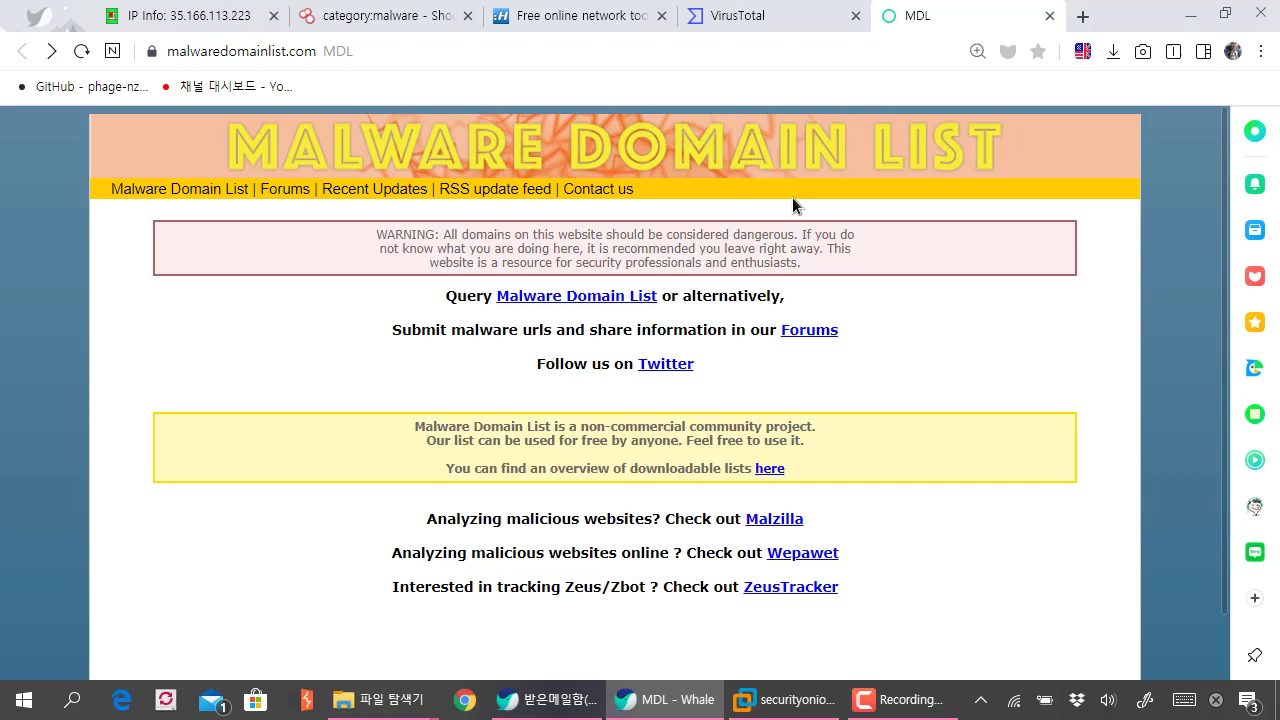 IP Info: 35.166.113.223
category:malware - Sho
Free online network too
VirusTotal
MDL
malwaredomainlist.com MDL
GitHub - phage-nz...
채널 대시보드 - Yo...
MALWARE DOMAIN LIST
Malware Domain List | Forums | Recent Updates | RSS update feed | Contact us
WARNING: All domains on this website should be considered dangerous. If you do
not know what you are doing here, it is recommended you leave right away. This
website is a resource for security professionals and enthusiasts.
Query Malware Domain List or alternatively,
Submit malware urls and share information in our Forums
Follow us on Twitter
Malware Domain List is a non-commercial community project.
Our list can be used for free by anyone. Feel free to use it.
You can find an overview of downloadable lists here
Analyzing malicious websites? Check out Malzilla
Analyzing malicious websites online ? Check out Wepawet
Interested in tracking Zeus/Zbot ? Check out ZeusTracker
1
파일 탐색기
받은메일함(...
MDL - Whale
securityonio...
Recording...
3